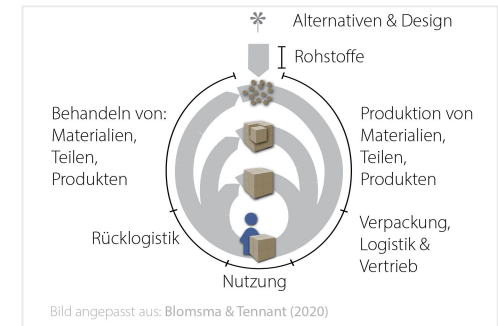 Alternativen & Design
Rohstoffe
Behandeln von:
Materialien,
Teilen,
Produkten
Produktion von
Materialien,
Teilen,
Produkten
Rücklogistik
Verpackung,
Logistik &
Vertrieb
Nutzung
Bild angepasst aus: Blomsma & Tennant (2020)